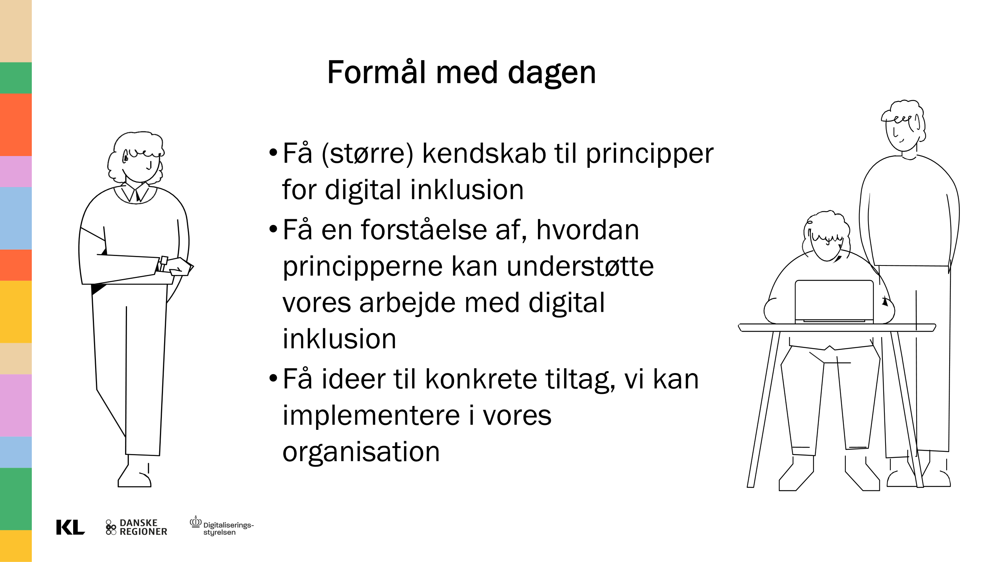 Formål med dagen
• Få (større) kendskab til principper
for digital inklusion
• Få en forståelse af, hvordan
principperne kan understøtte
vores arbejde med digital
inklusion
• Få ideer til konkrete tiltag, vi kan
implementere i vores
organisation
KL
DANSKE
REGIONER
Digitaliserings-
styrelsen